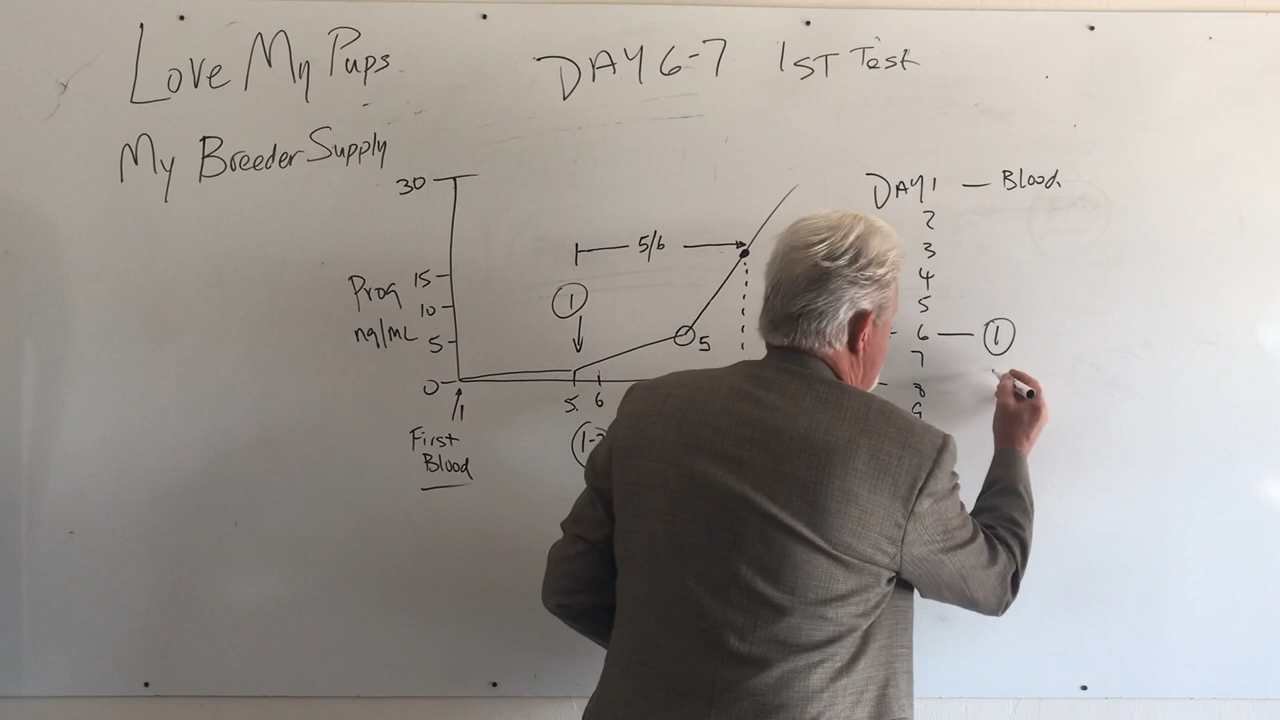 Love My Pups
DAY 6-7 1ST Test
My Breeder Supply
30
15
10
5
0
Prog
ng/mL
1
5/6
5
5. 6
1
First
Blood
DAY 1 — Blood
2
3
4
5
6 — 1
7
8
9